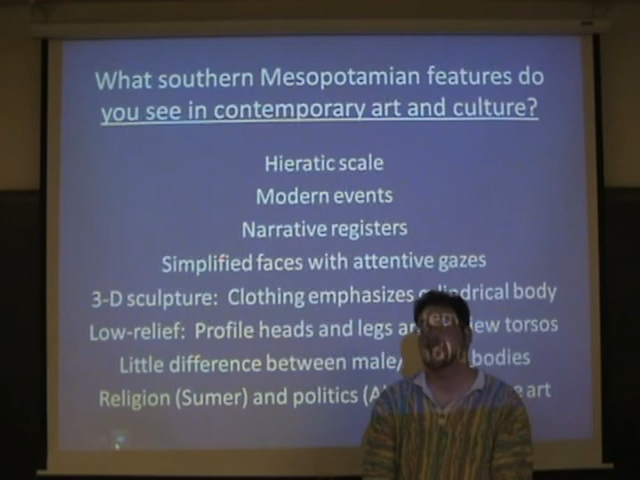 What southern Mesopotamian features do
you see in contemporary art and culture?
Hieratic scale
Modern events
Narrative registers
Simplified faces with attentive gazes
3-D sculpture: Clothing emphasizes cylindrical body
Low-relief: Profile heads and legs torsos
Little difference between male/ bodies
Religion (Sumer) and politics art